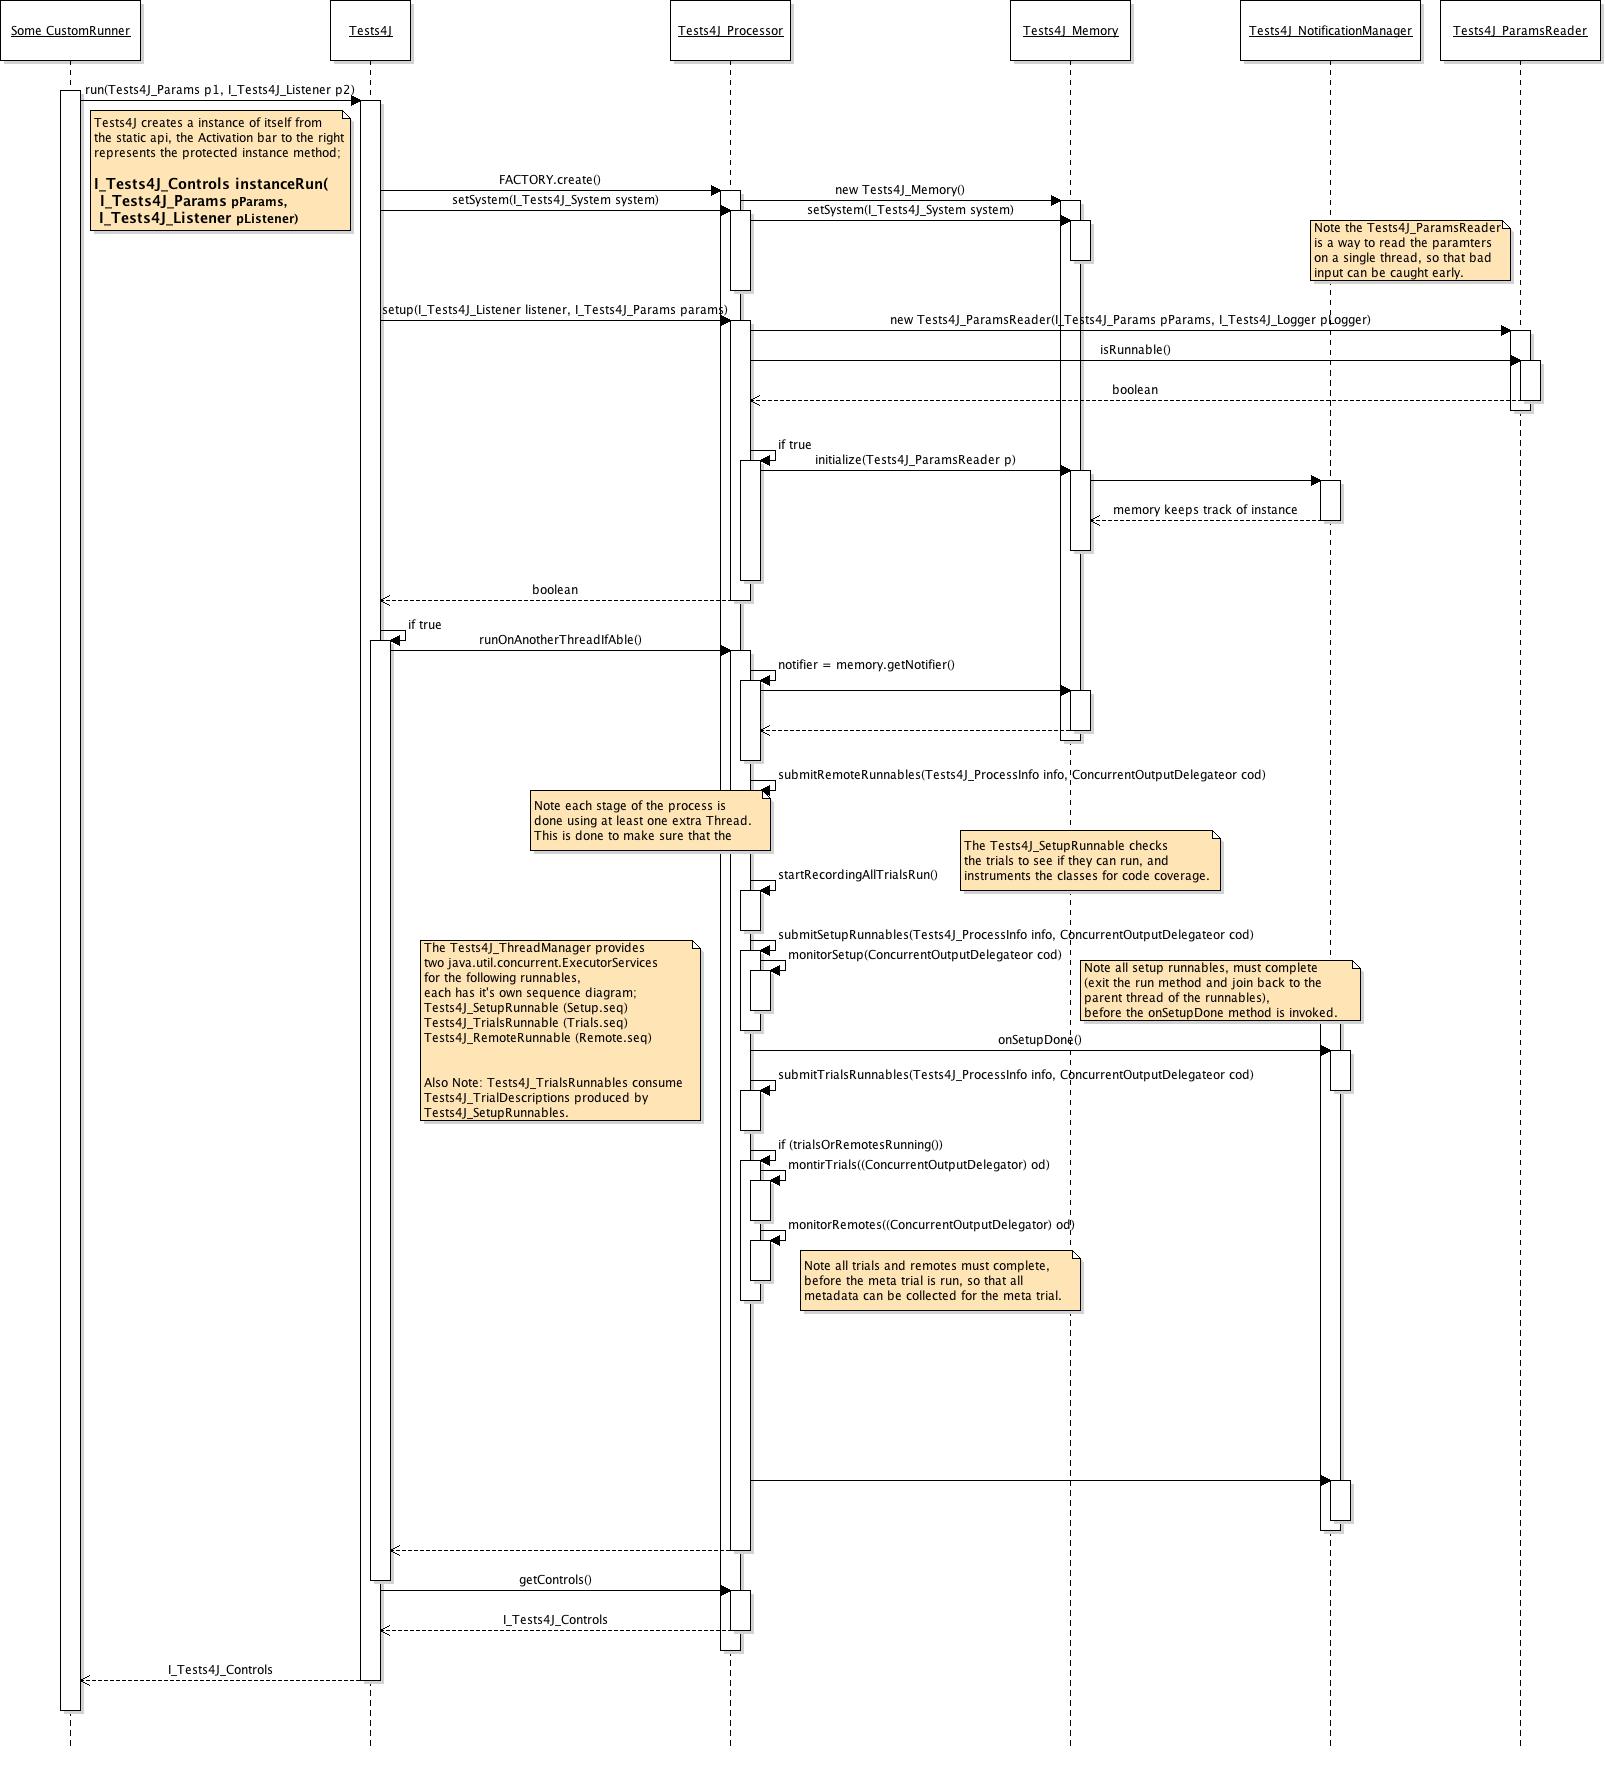 Some CustomRunner
Tests4J
Tests4J_Processor
Tests4J_Memory
Tests4J_NotificationManager
Tests4J_ParamsReader
run(Tests4J_Params p1, I_Tests4J_Listener p2)
Tests4J creates a instance of itself from
the static api, the Activation bar to the right
represents the protected instance method;
I_Tests4J_Controls instanceRun(
I_Tests4J_Params pParams,
I_Tests4J_Listener pListener)
FACTORY.create()
new Tests4J_Memory()
setSystem(I_Tests4J_System system)
setSystem(I_Tests4J_System system)
Note the Tests4J_ParamsReader
is a way to read the paramters
on a single thread, so that bad
input can be caught early.
setup(I_Tests4J_Listener listener, I_Tests4J_Params params)
new Tests4J_ParamsReader(I_Tests4J_Params pParams, I_Tests4J_Logger pLogger)
isRunnable()
boolean
if true
initialize(Tests4J_ParamsReader p)
memory keeps track of instance
boolean
if true
runOnAnotherThreadIfAble()
notifier = memory.getNotifier()
submitRemoteRunnables(Tests4J_ProcessInfo info, ConcurrentOutputDelegateor cod)
Note each stage of the process is
done using at least one extra Thread.
This is done to make sure that the
The Tests4J_SetupRunnable checks
the trials to see if they can run, and
instruments the classes for code coverage.
startRecordingAllTrialsRun()
submitSetupRunnables(Tests4J_ProcessInfo info, ConcurrentOutputDelegateor cod)
monitorSetup(ConcurrentOutputDelegateor cod)
The Tests4J_ThreadManager provides
two java.util.concurrent.ExecutorServices
for the following runnables,
each has it's own sequence diagram;
Tests4J_SetupRunnable (Setup.seq)
Tests4J_TrialsRunnable (Trials.seq)
Tests4J_RemoteRunnable (Remote.seq)
Also Note: Tests4J_TrialsRunnables consume
Tests4J_TrialDescriptions produced by
Tests4J_SetupRunnables.
Note all setup runnables, must complete
(exit the run method and join back to the
parent thread of the runnables),
before the onSetupDone method is invoked.
onSetupDone()
submitTrialsRunnables(Tests4J_ProcessInfo info, ConcurrentOutputDelegateor cod)
if (trialsOrRemotesRunning())
montirTrials((ConcurrentOutputDelegator) od)
monitorRemotes((ConcurrentOutputDelegator) od)
Note all trials and remotes must complete,
before the meta trial is run, so that all
metadata can be collected for the meta trial.
getControls()
I_Tests4J_Controls
I_Tests4J_Controls